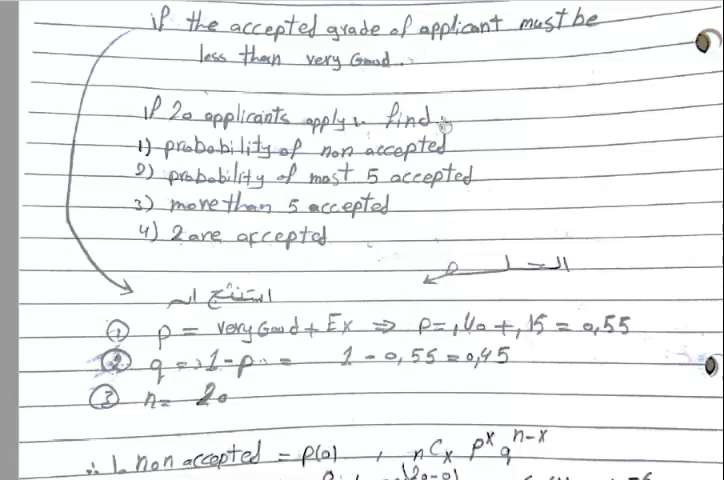 if the accepted grade of applicant must be
less than very Good.
if 20 applicants apply find:
1) probability of non accepted
2) probability of most 5 accepted
3) more than 5 accepted
4) 2 are accepted
الحل
استنتج
① p = very Good + Ex ⇒ p=,40+,15 = 0,55
② q = 1-p = 1 - 0,55 = 0,45
③ n= 20
∴ 1- non accepted = p(0) , nCx p^x q^n-x